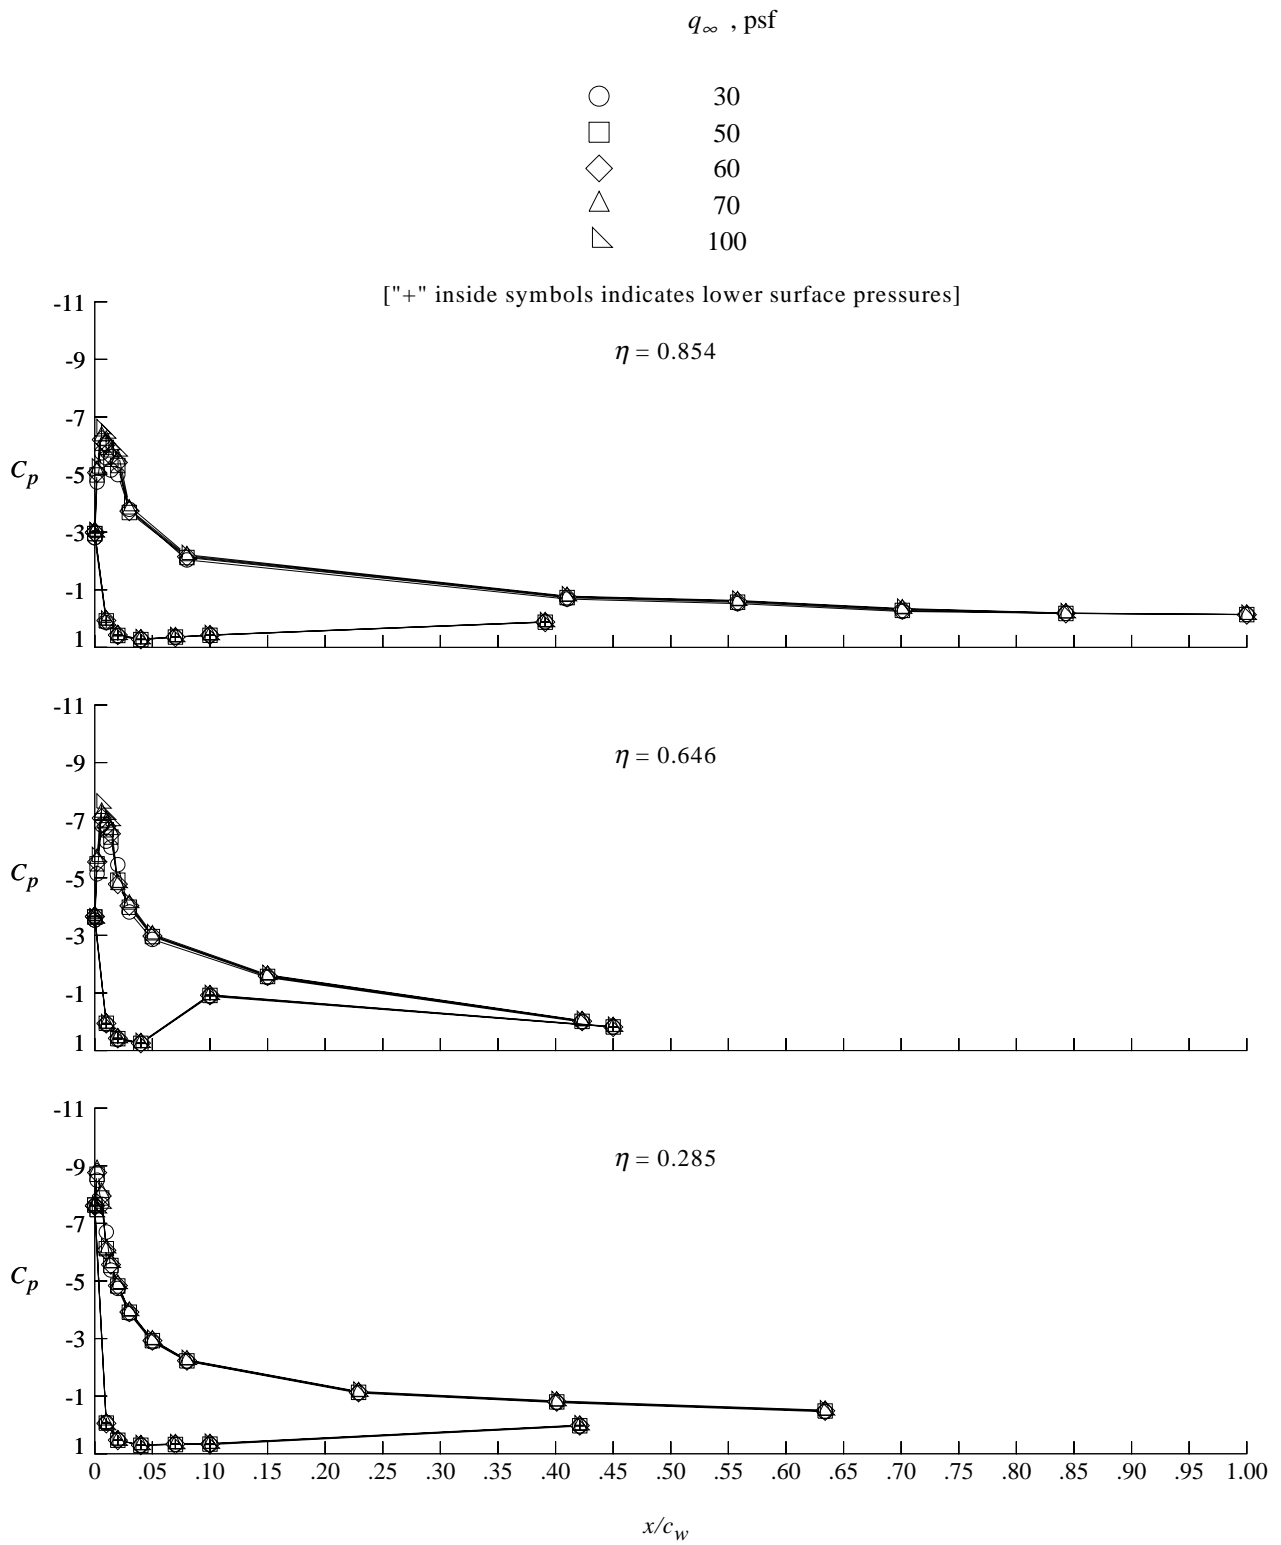 q∞ , psf
30
50
60
70
100
["+" inside symbols indicates lower surface pressures]
-11
η = 0.854
-9
-7
Cp
-5
-3
-1
1
-11
η = 0.646
-9
-7
Cp
-5
-3
-1
1
-11
η = 0.285
-9
-7
Cp
-5
-3
-1
1
0 .05 .10 .15 .20 .25 .30 .35 .40 .45 .50 .55 .60 .65 .70 .75 .80 .85 .90 .95 1.00
x/cw